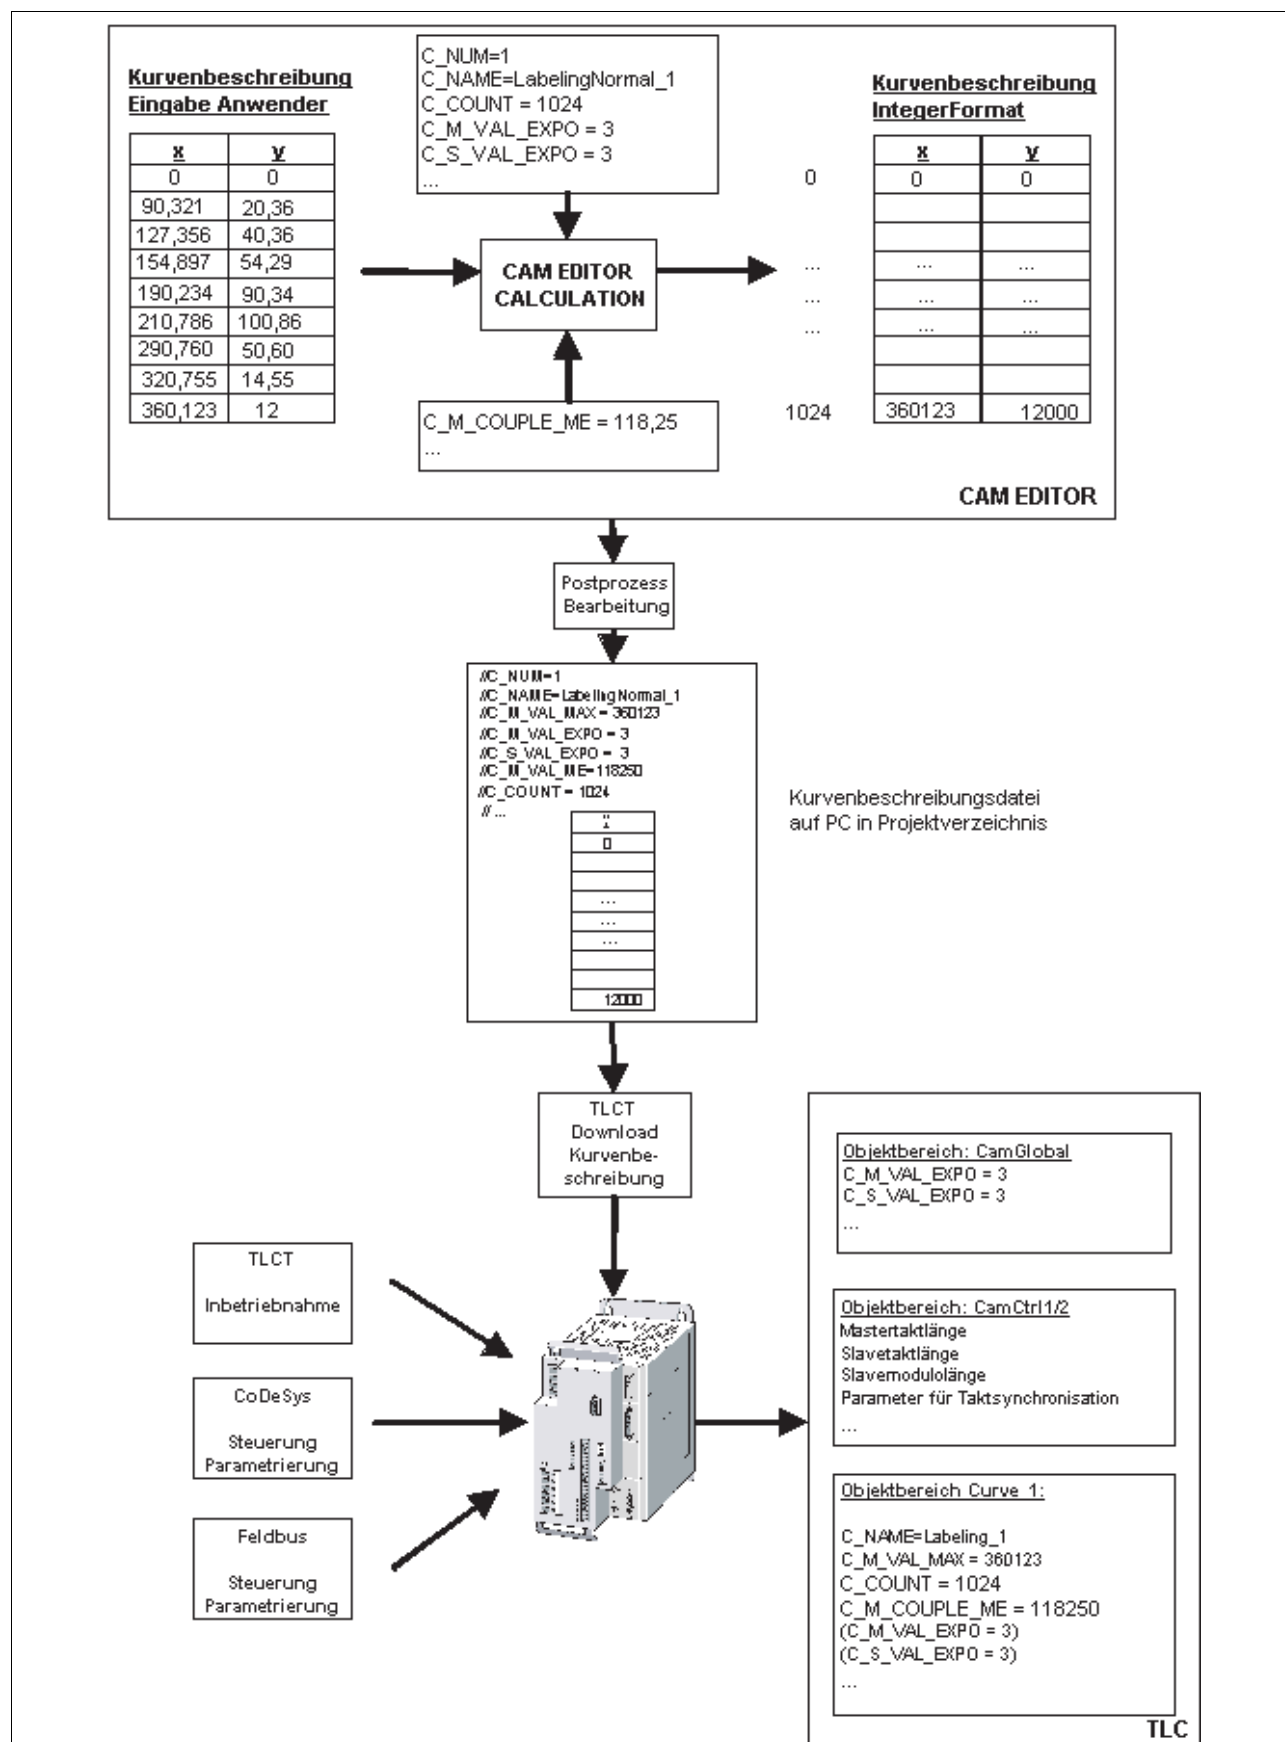 Kurvenbeschreibung
Eingabe Anwender
x y
0 0
90,321 20,36
127,356 40,36
154,897 54,29
190,234 90,34
210,786 100,86
290,760 50,60
320,755 14,55
360,123 12
C_NUM=1
C_NAME=LabelingNormal_1
C_COUNT = 1024
C_M_VAL_EXPO = 3
C_S_VAL_EXPO = 3
...
CAM EDITOR
CALCULATION
C_M_COUPLE_ME = 118,25
...
Kurvenbeschreibung
IntegerFormat
x y
0 0 0
... ... ...
... ... ...
... ... ...
1024 360123 12000
CAM EDITOR
Postprozess
Bearbeitung
//C_NUM=1
//C_NAME=LabelingNormal_1
//C_M_VAL_MAX = 360123
//C_M_VAL_EXPO = 3
//C_S_VAL_EXPO = 3
//C_M_VAL_ME=118250
//C_COUNT = 1024
// ...
0
...
...
...
12000
Kurvenbeschreibungsdatei
auf PC in Projektverzeichnis
TLCT
Download
Kurvenbe-
schreibung
TLCT
Inbetriebnahme
CoDeSys
Steuerung
Parametrierung
Feldbus
Steuerung
Parametrierung
Objektbereich: CamGlobal
C_M_VAL_EXPO = 3
C_S_VAL_EXPO = 3
...
Objektbereich: CamCtrl1/2
Mastertaktlänge
Slavetaktlänge
Slavemodulolänge
Parameter für Taktsynchronisation
...
Objektbereich Curve 1:
C_NAME=Labeling_1
C_M_VAL_MAX = 360123
C_COUNT = 1024
C_M_COUPLE_ME = 118250
(C_M_VAL_EXPO = 3)
(C_S_VAL_EXPO = 3)
...
TLC